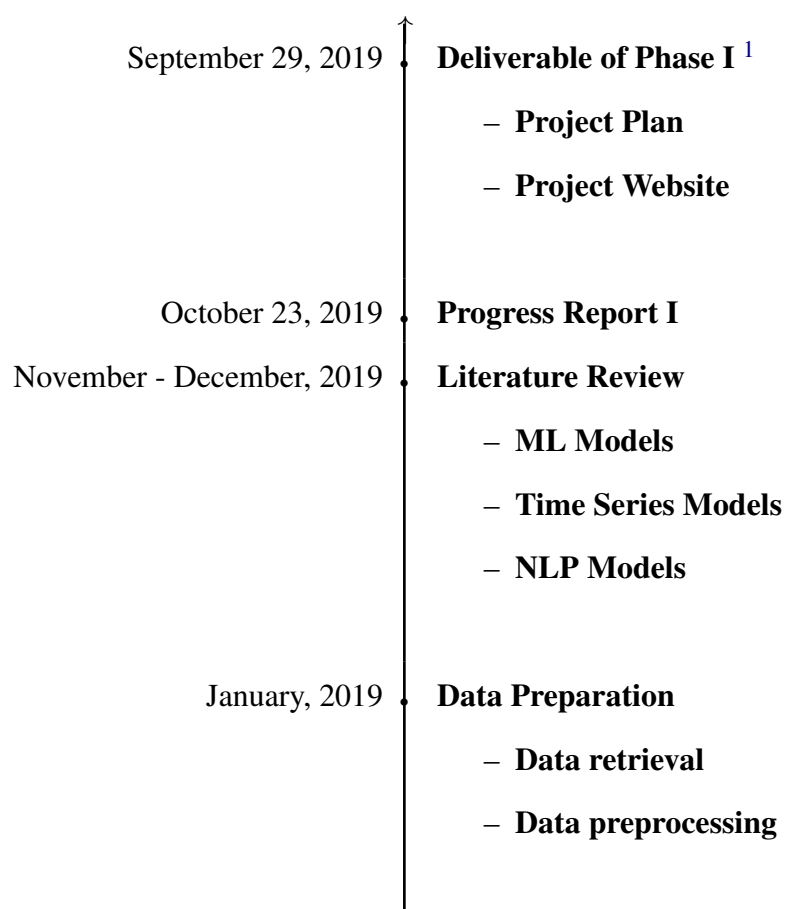 September 29, 2019 Deliverable of Phase I 1
– Project Plan
– Project Website
October 23, 2019 Progress Report I
November - December, 2019 Literature Review
– ML Models
– Time Series Models
– NLP Models
January, 2019 Data Preparation
– Data retrieval
– Data preprocessing